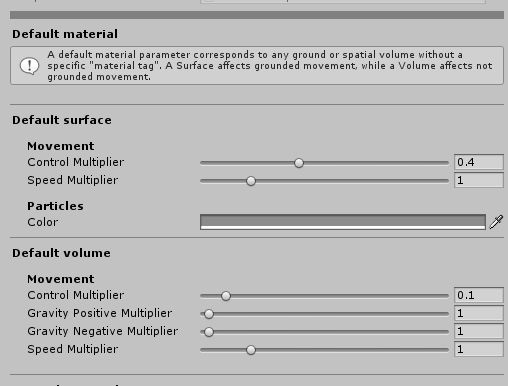 Default material
A default material parameter corresponds to any ground or spatial volume without a
specific "material tag". A Surface affects grounded movement, while a Volume affects not
grounded movement.
Default surface
Movement
Control Multiplier 0.4
Speed Multiplier 1
Particles
Color
Default volume
Movement
Control Multiplier 0.1
Gravity Positive Multiplier 1
Gravity Negative Multiplier 1
Speed Multiplier 1